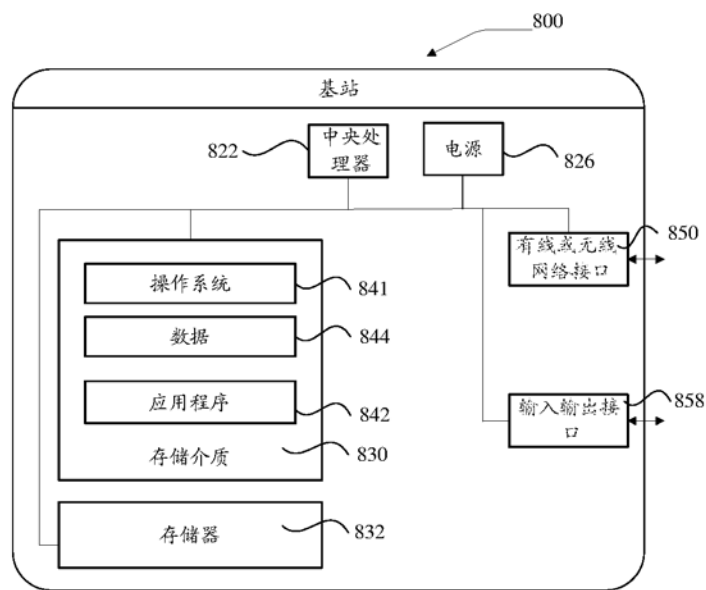 800
基站
822
中央处
理器
电源
826
有线或无线
网络接口
850
操作系统
841
数据
844
应用程序
842
存储介质
830
输入输出接
口
858
存储器
832